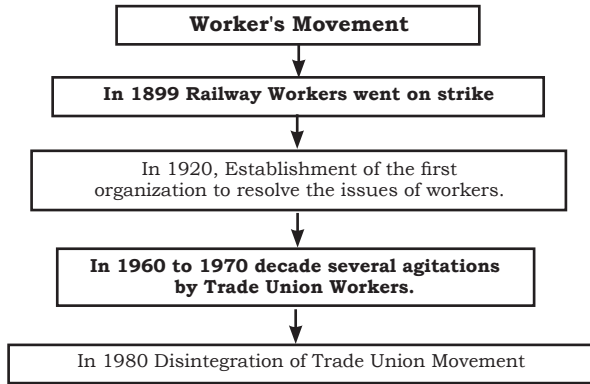 Worker's Movement
In 1899 Railway Workers went on strike
In 1920, Establishment of the first
organization to resolve the issues of workers.
In 1960 to 1970 decade several agitations
by Trade Union Workers.
In 1980 Disintegration of Trade Union Movement